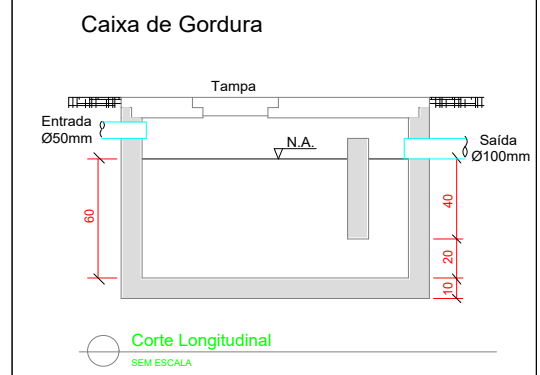 Caixa de Gordura
Tampa
Entrada
Ø50mm
N.A.
Saída
Ø100mm
60
40
20
10
Corte Longitudinal
SEM ESCALA